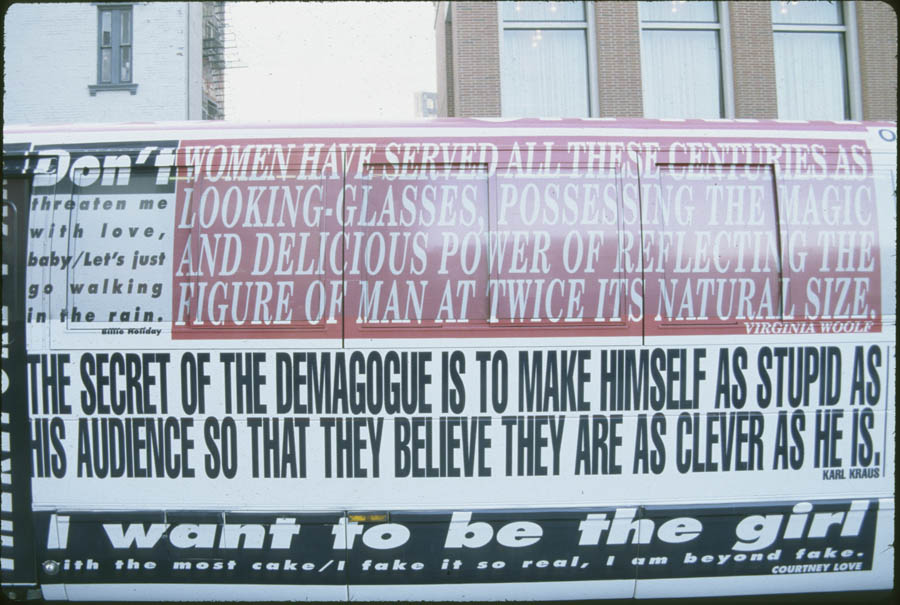 Don't
threaten me
with love,
baby/Let's just
go walking
in the rain.
Billie Holiday
WOMEN HAVE SERVED ALL THESE CENTURIES AS
LOOKING-GLASSES, POSSESSING THE MAGIC
AND DELICIOUS POWER OF REFLECTING THE
FIGURE OF MAN AT TWICE ITS NATURAL SIZE.
VIRGINIA WOOLF
THE SECRET OF THE DEMAGOGUE IS TO MAKE HIMSELF AS STUPID AS
HIS AUDIENCE SO THAT THEY BELIEVE THEY ARE AS CLEVER AS HE IS.
KARL KRAUS
I want to be the girl
ith the most cake/I fake it so real, I am beyond fake.
COURTNEY LOVE